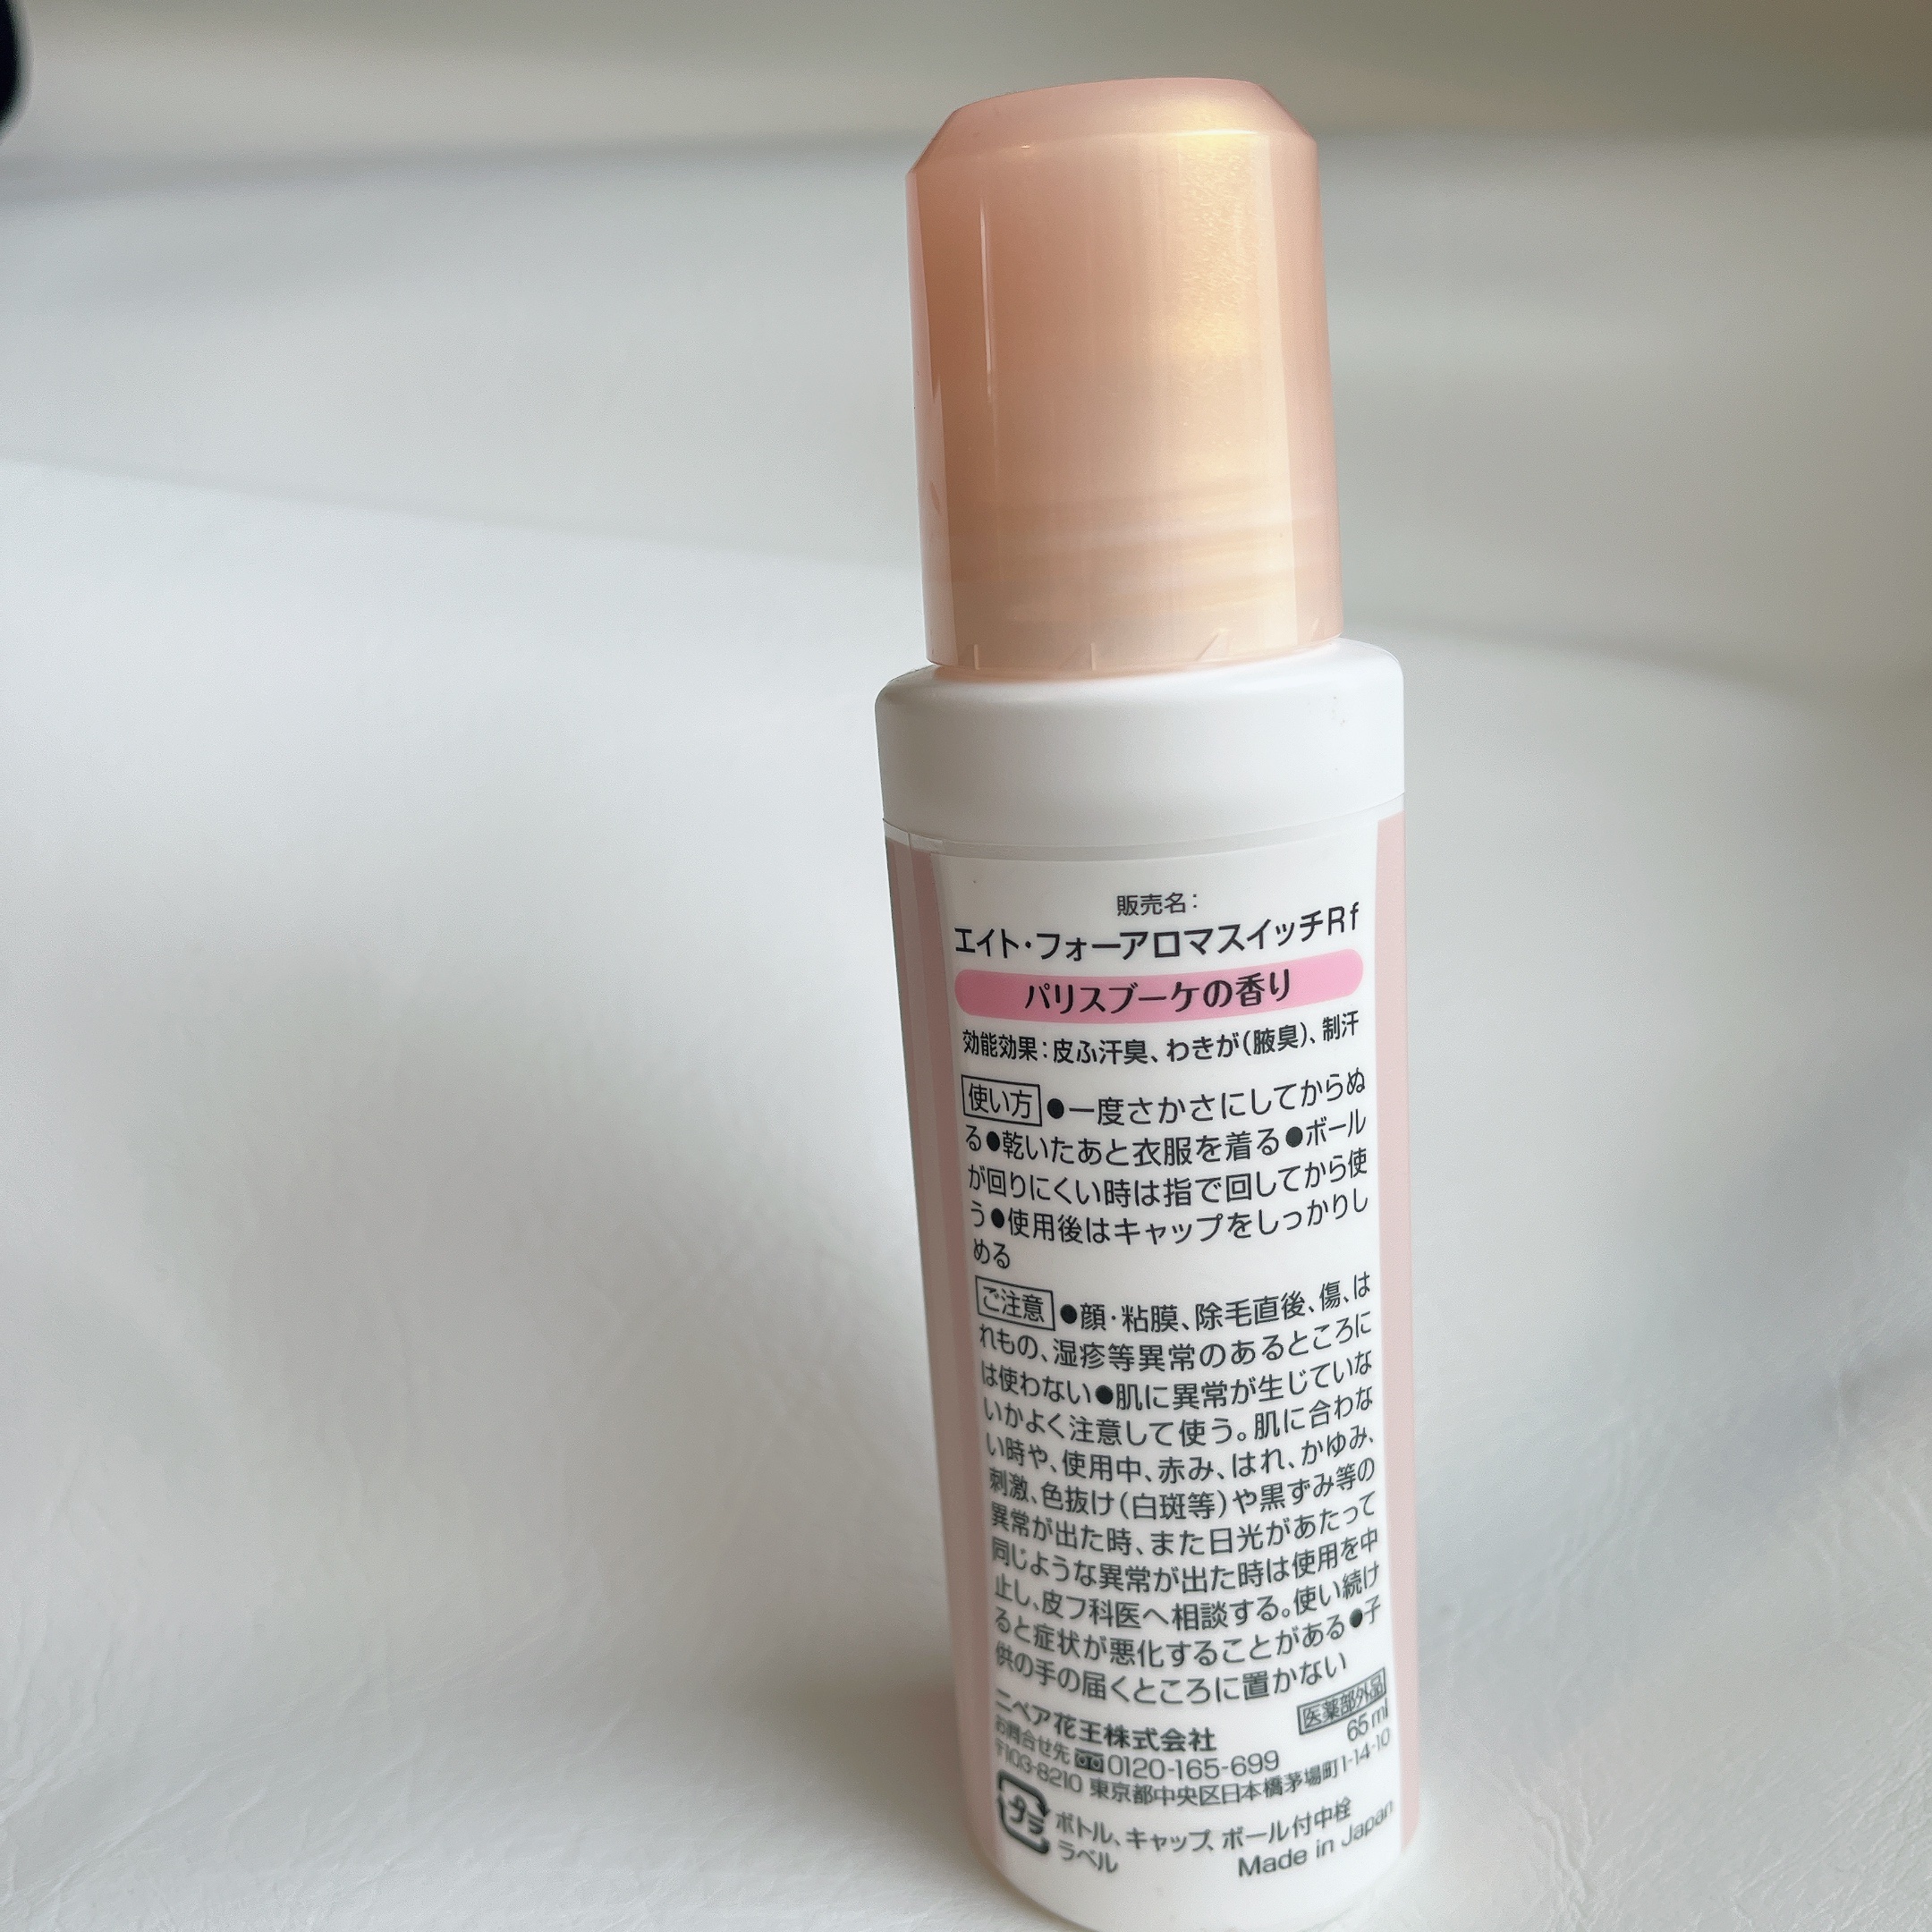 販売名：
エイト・フォーアロマスイッチRf
パリスブーケの香り
効能効果：皮ふ汗臭、わきが（腋臭）、制汗
使い方 ●一度さかさにしてからぬ
る●乾いたあと衣服を着る●ボール
が回りにくい時は指で回してから使
う●使用後はキャップをしっかりし
める
ご注意 ●顔・粘膜、除毛直後、傷、は
れもの、湿疹等異常のあるところに
は使わない●肌に異常が生じていな
いかよく注意して使う。肌に合わな
い時や、使用中、赤み、はれ、かゆみ、
刺激、色抜け（白斑等）や黒ずみ等の
異常が出た時、また日光があたって
同じような異常が出た時は使用を中
止し、皮フ科医へ相談する。使い続け
ると症状が悪化することがある●子
供の手の届くところに置かない
医薬部外品
ニベア花王株式会社
65ml
お問合せ先 0120-165-699
〒103-8210 東京都中央区日本橋茅場町1-14-10
プラ ボトル、キャップ、ボール付中栓
ラベル
Made in Japan